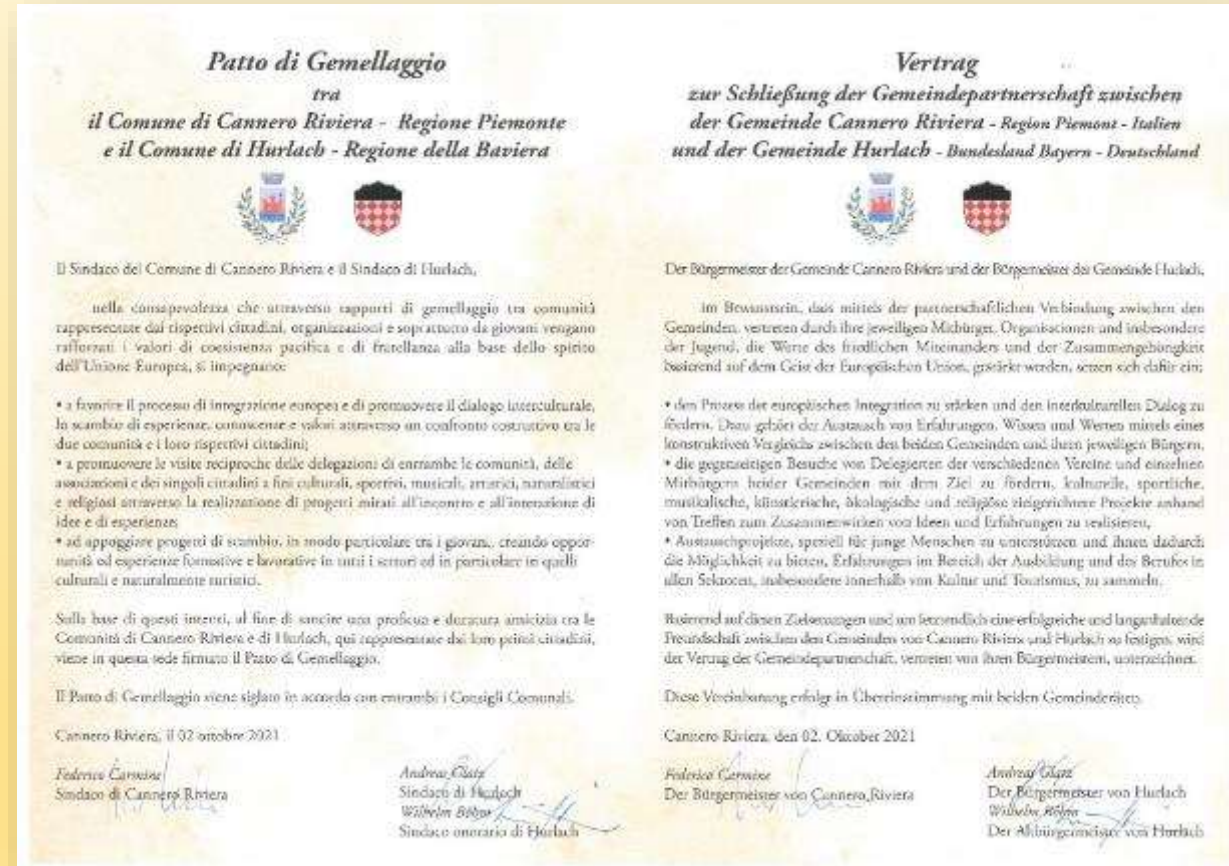 Patto di Gemellaggio
tra
il Comune di Cannero Riviera - Regione Piemonte
e il Comune di Hurlach - Regione della Baviera
Il Sindaco del Comune di Cannero Riviera e il Sindaco di Hurlach,
nella consapevolezza che attraverso rapporti di gemellaggio tra comunità
rappresentate dai rispettivi cittadini, organizzazioni e soprattutto da giovani vengano
rafforzati i valori di coesistenza pacifica e di fratellanza alla base dello spirito
dell'Unione Europea, si impegnano:
• a favorire il processo di integrazione europea e di promuovere il dialogo interculturale,
lo scambio di esperienze, conoscenze e valori attraverso un confronto costruttivo tra le
due comunità e i loro rispettivi cittadini;
• a promuovere le visite reciproche delle delegazioni di entrambe le comunità, delle
associazioni e dei singoli cittadini a fini culturali, sportivi, musicali, artistici, naturalistici
e religiosi attraverso la realizzazione di progetti mirati all'incontro e all'interazione di
idee e di esperienze;
• ad appoggiare progetti di scambio, in modo particolare tra i giovani, creando oppor-
tunità ed esperienze formative e lavorative in tutti i settori ed in particolare in quelli
culturali e naturalmente turistici.
Sulla base di questi intenti, al fine di sancire una proficua e duratura amicizia tra le
Comunità di Cannero Riviera e di Hurlach, qui rappresentate dai loro primi cittadini,
viene in questa sede firmato il Patto di Gemellaggio.
Il Patto di Gemellaggio viene siglato in accordo con entrambi i Consigli Comunali.
Cannero Riviera, il 02 ottobre 2021
Federico Carmine
Sindaco di Cannero Riviera
Andreas Glatz
Sindaco di Hurlach
Wilhelm Böhm
Sindaco onorario di Hurlach
Vertrag
zur Schließung der Gemeindepartnerschaft zwischen
der Gemeinde Cannero Riviera - Region Piemont - Italien
und der Gemeinde Hurlach - Bundesland Bayern - Deutschland
Der Bürgermeister der Gemeinde Cannero Riviera und der Bürgermeister der Gemeinde Hurlach,
im Bewusstsein, dass mittels der partnerschaftlichen Verbindung zwischen den
Gemeinden, vertreten durch ihre jeweiligen Mitbürger, Organisationen und insbesondere
der Jugend, die Werte des friedlichen Miteinanders und der Zusammengehörigkeit
basierend auf dem Geist der Europäischen Union, gestärkt werden, setzen sich dafür ein;
• den Prozess der europäischen Integration zu stärken und den interkulturellen Dialog zu
fördern. Dazu gehört der Austausch von Erfahrungen, Wissen und Werten mittels eines
konstruktiven Vergleichs zwischen den beiden Gemeinden und ihren jeweiligen Bürgern.
• die gegenseitigen Besuche von Delegierten der verschiedenen Vereine und einzelnen
Mitbürgern beider Gemeinden mit dem Ziel zu fördern, kulturelle, sportliche,
musikalische, künstlerische, ökologische und religiöse zielgerichtete Projekte anhand
von Treffen zum Zusammenwirken von Ideen und Erfahrungen zu realisieren,
• Austauschprojekte, speziell für junge Menschen zu unterstützen und ihnen dadurch
die Möglichkeit zu bieten, Erfahrungen im Bereich der Ausbildung und des Berufes in
allen Sektoren, insbesondere innerhalb von Kultur und Tourismus, zu sammeln.
Basierend auf diesen Zielsetzungen und um letztendlich eine erfolgreiche und langanhaltende
Freundschaft zwischen den Gemeinden von Cannero Riviera und Hurlach zu festigen, wird
der Vertrag der Gemeindepartnerschaft, vertreten von ihren Bürgermeistern, unterzeichnet.
Diese Vereinbarung erfolgt in Übereinstimmung mit beiden Gemeinderäten.
Cannero Riviera, den 02. Oktober 2021
Federico Carmine
Der Bürgermeister von Cannero Riviera
Andreas Glatz
Der Bürgermeister von Hurlach
Wilhelm Böhm
Der Altbürgermeister von Hurlach